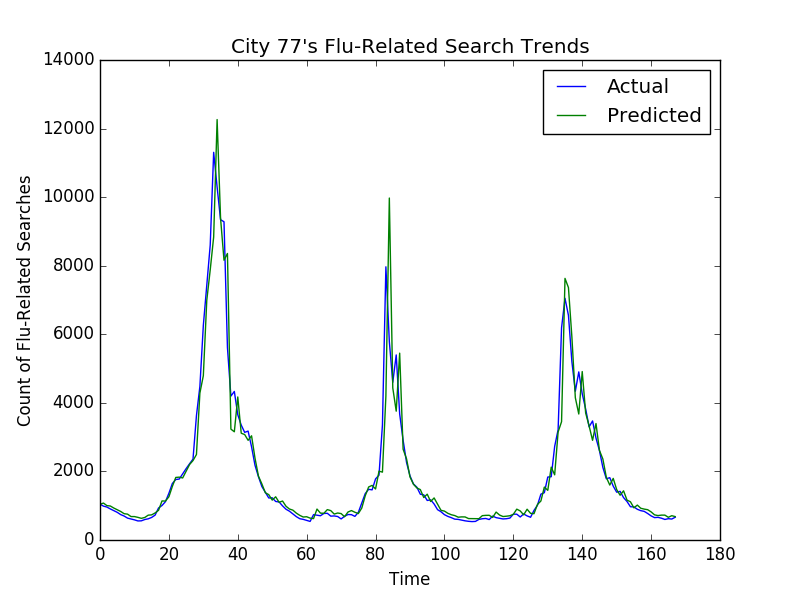 City 77's Flu-Related Search Trends
14000
12000
10000
8000
6000
4000
2000
0
Count of Flu-Related Searches
Actual
Predicted
0 20 40 60 80 100 120 140 160 180
Time